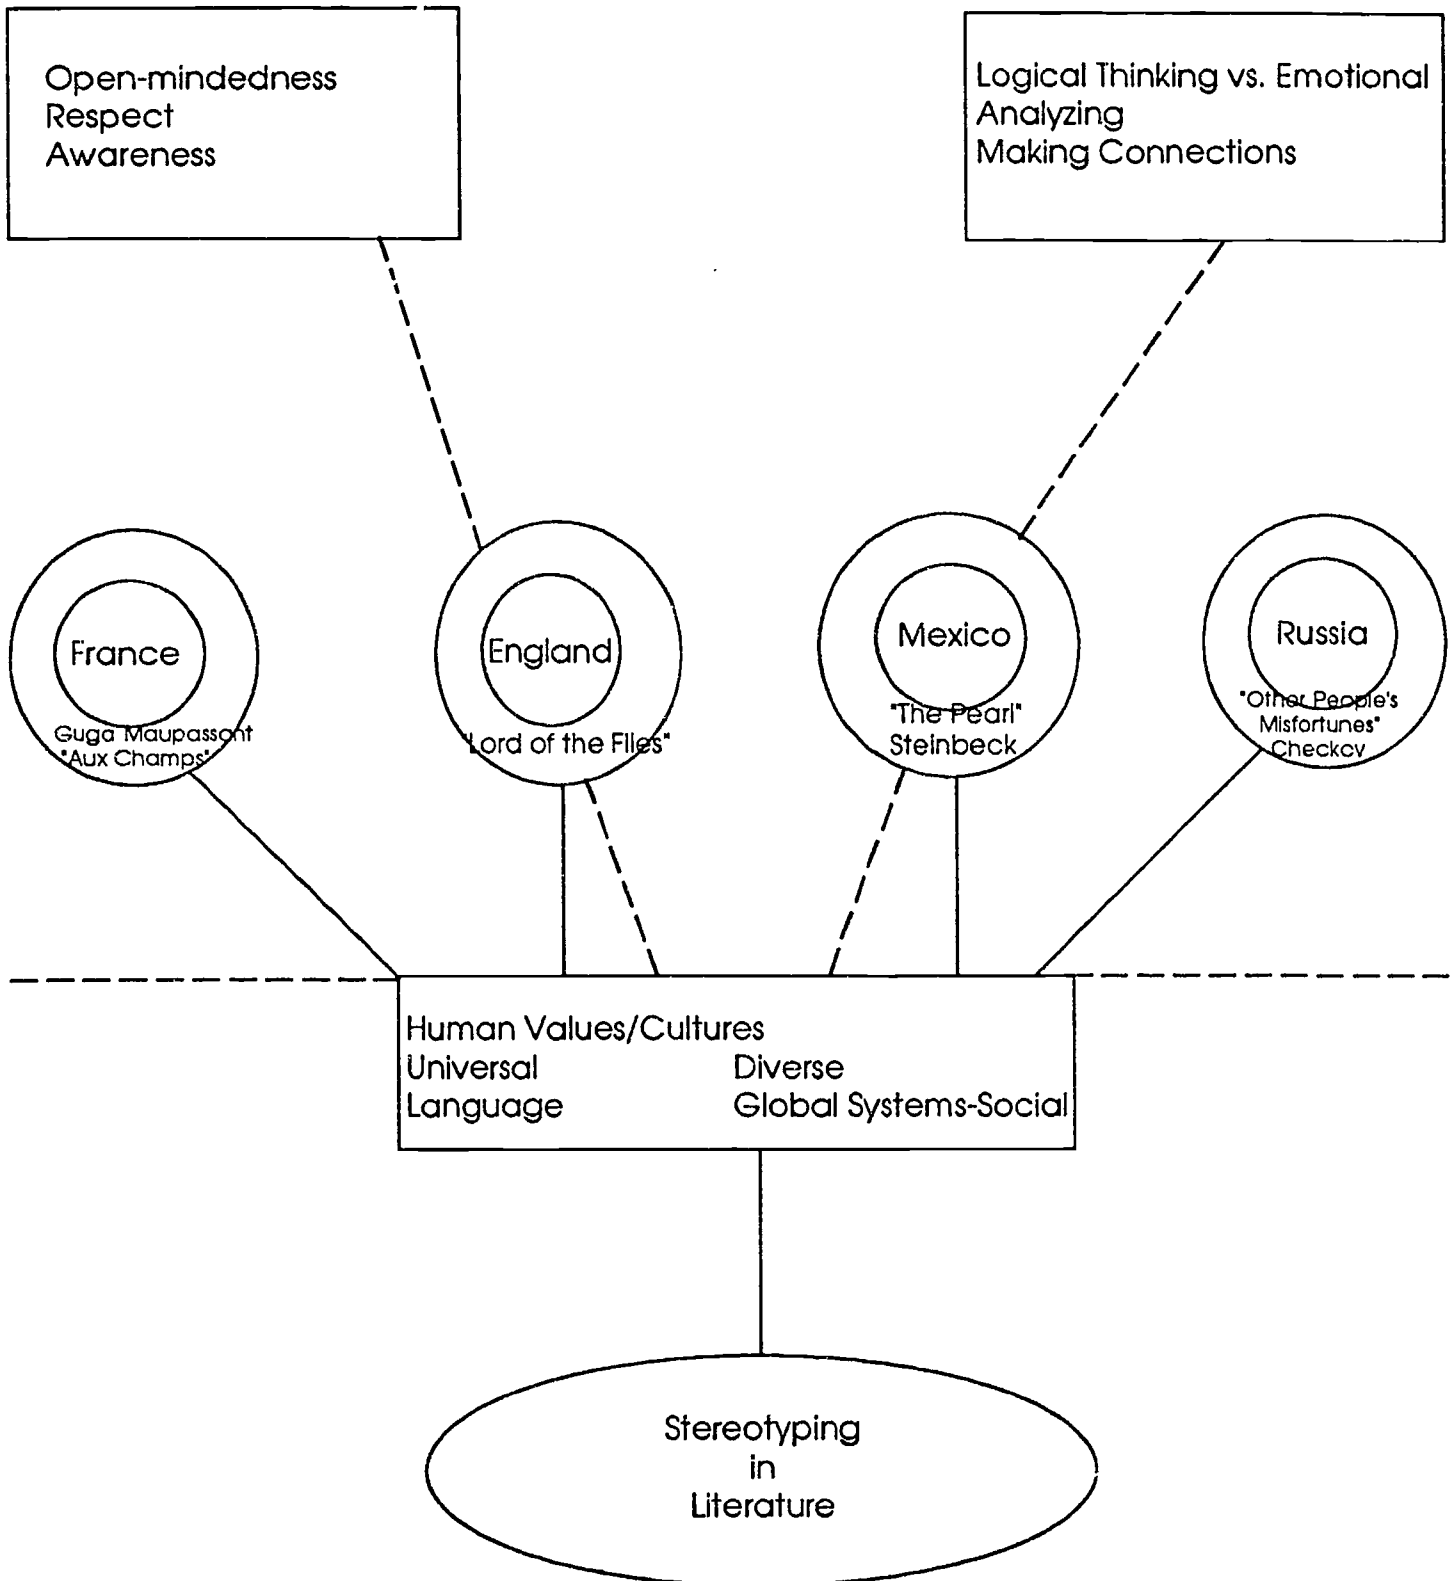 Open-mindedness
Respect
Awareness
Logical Thinking vs. Emotional
Analyzing
Making Connections
France
Guga Maupassont
"Aux Champs"
England
"Lord of the Flies"
Mexico
"The Pearl"
Steinbeck
Russia
"Other People's
Misfortunes"
Checkov
Human Values/Cultures
Universal Diverse
Language Global Systems-Social
Stereotyping
in
Literature